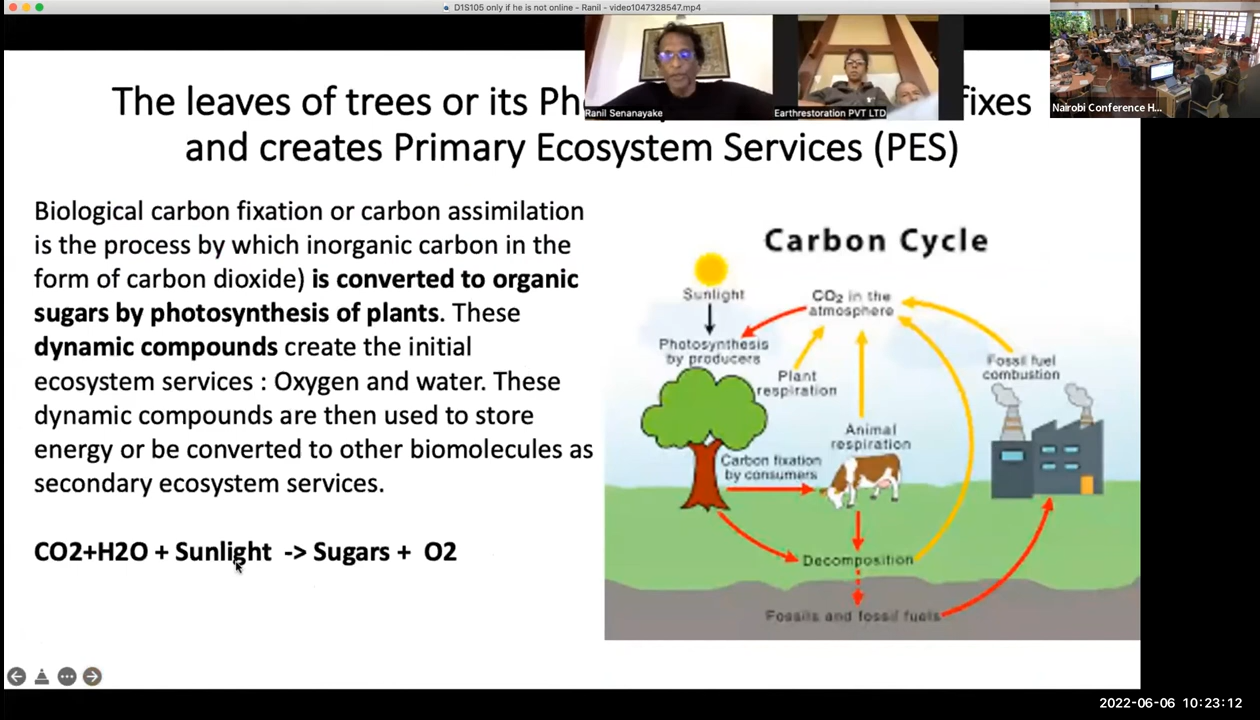 D1S105 only if he is not online - Ranil - video1047328547.mp4
Ranil Senanayake
Earthrestoration PVT LTD
Nairobi Conference H...
The leaves of trees or its Ph fixes
and creates Primary Ecosystem Services (PES)
Biological carbon fixation or carbon assimilation
is the process by which inorganic carbon in the
form of carbon dioxide) is converted to organic
sugars by photosynthesis of plants. These
dynamic compounds create the initial
ecosystem services : Oxygen and water. These
dynamic compounds are then used to store
energy or be converted to other biomolecules as
secondary ecosystem services.
CO2+H2O + Sunlight -> Sugars + O2
Carbon Cycle
Sunlight
CO2 in the
atmosphere
Photosynthesis
by producers
Plant
respiration
Fossil fuel
combustion
Animal
respiration
Carbon fixation
by consumers
Decomposition
Fossils and fossil fuels
2022-06-06 10:23:12